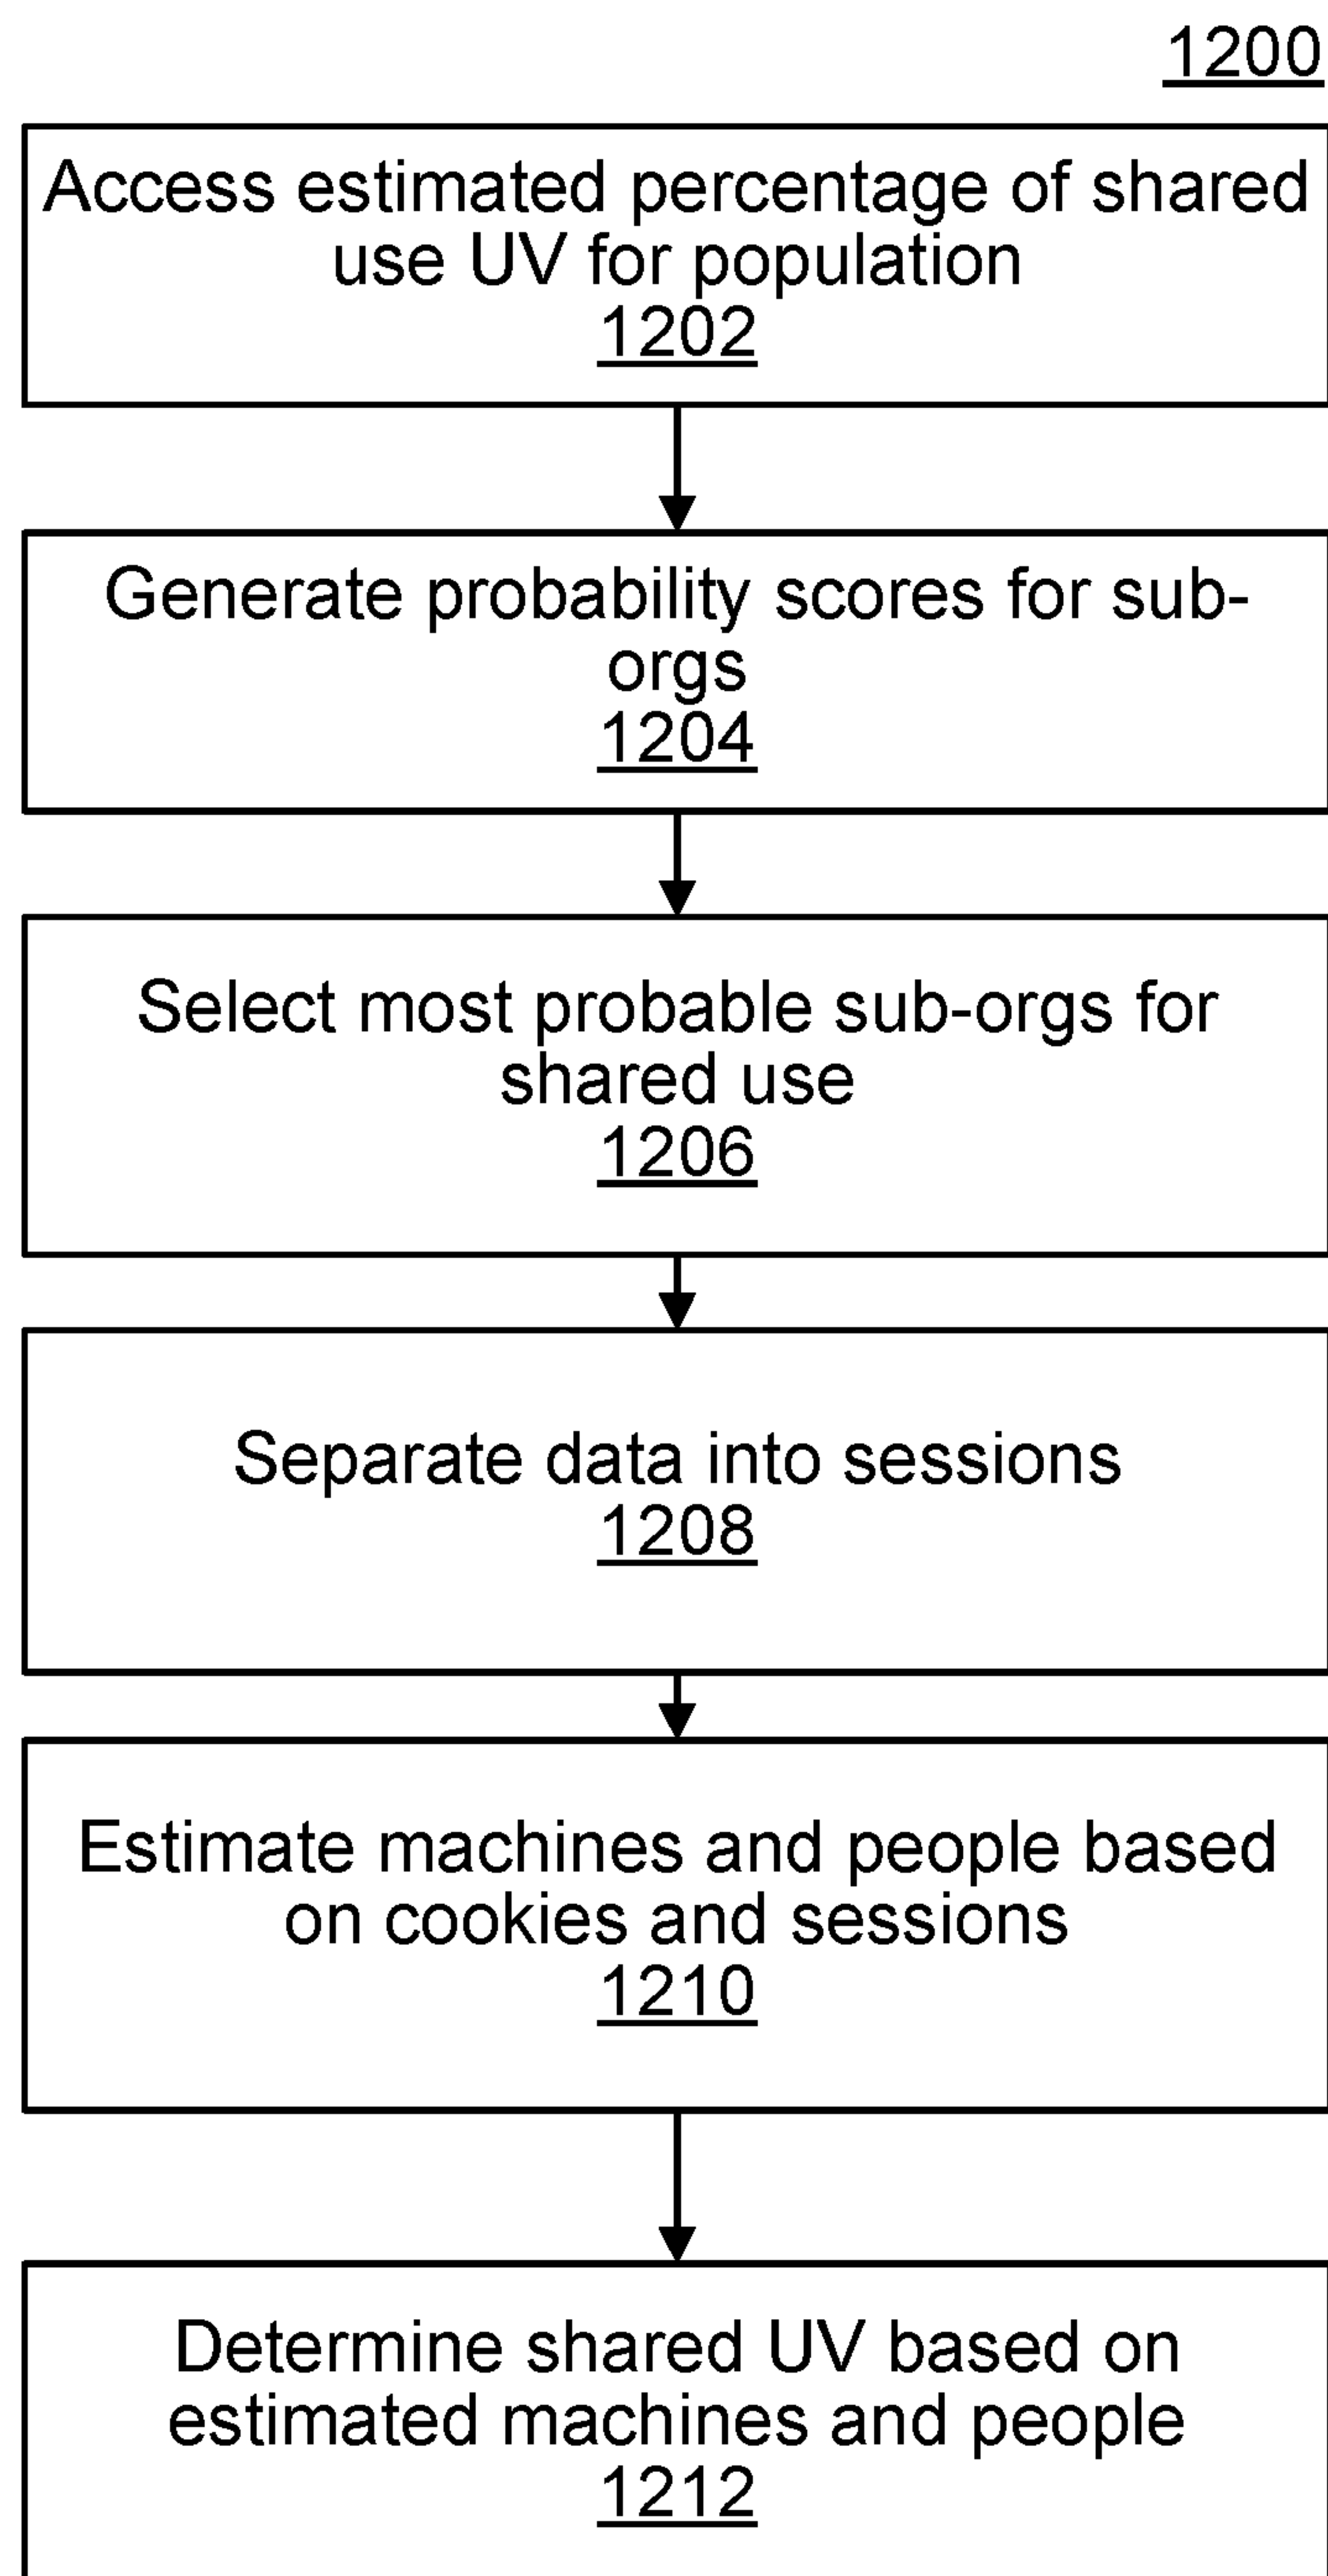 1200
Access estimated percentage of shared
use UV for population
1202
Generate probability scores for sub-
orgs
1204
Select most probable sub-orgs for
shared use
1206
Separate data into sessions
1208
Estimate machines and people based
on cookies and sessions
1210
Determine shared UV based on
estimated machines and people
1212